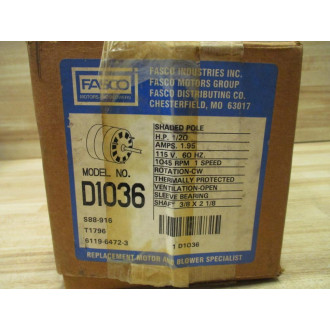 FASCO
MOTORS & BLOWERS
FASCO INDUSTRIES INC.
FASCO MOTORS GROUP
FASCO DISTRIBUTING CO.
CHESTERFIELD, MO 63017
MODEL NO.
D1036
S88-916
T1796
6119-6472-3
SHADED POLE
H.P. 1/20
AMPS. 1.95
115 V. 60 HZ.
1045 RPM 1 SPEED
ROTATION-CW
THERMALLY PROTECTED
VENTILATION-OPEN
SLEEVE BEARING
SHAFT 3/8 X 2 1/8
1 D1036
REPLACEMENT MOTOR AND BLOWER SPECIALIST